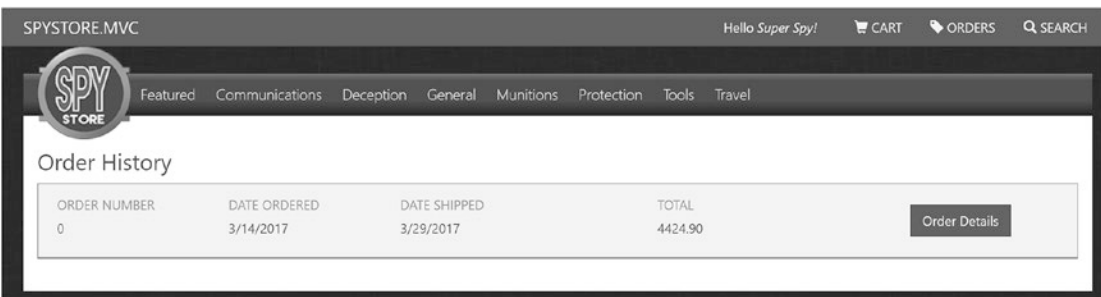 SPYSTORE.MVC Hello Super Spy! CART ORDERS SEARCH
SPY
STORE
Featured Communications Deception General Munitions Protection Tools Travel
Order History
ORDER NUMBER DATE ORDERED DATE SHIPPED TOTAL
0 3/14/2017 3/29/2017 4424.90
Order Details